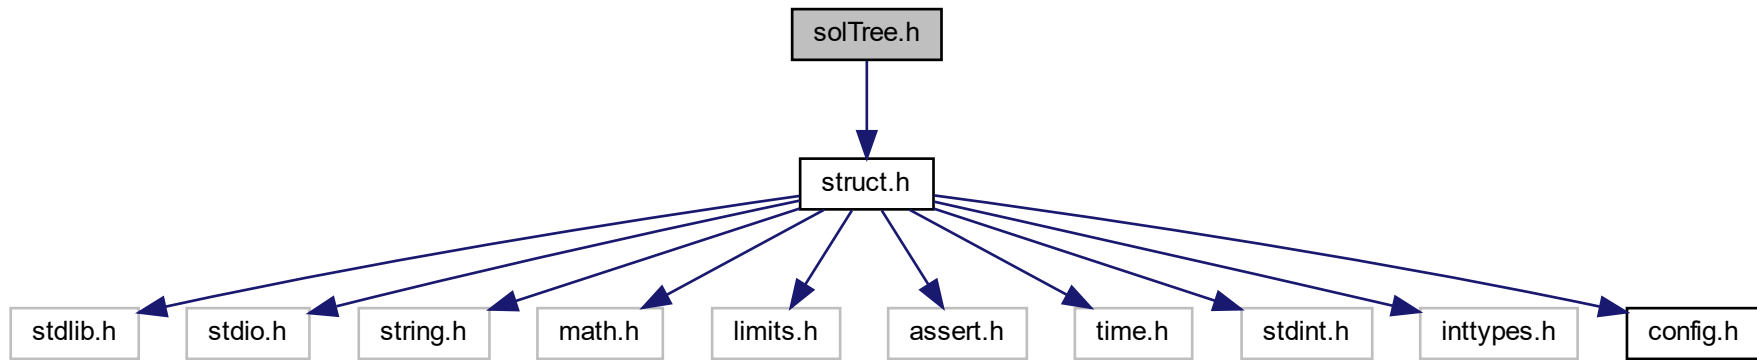 solTree.h
struct.h
stdlib.h
stdio.h
string.h
math.h
limits.h
assert.h
time.h
stdint.h
inttypes.h
config.h